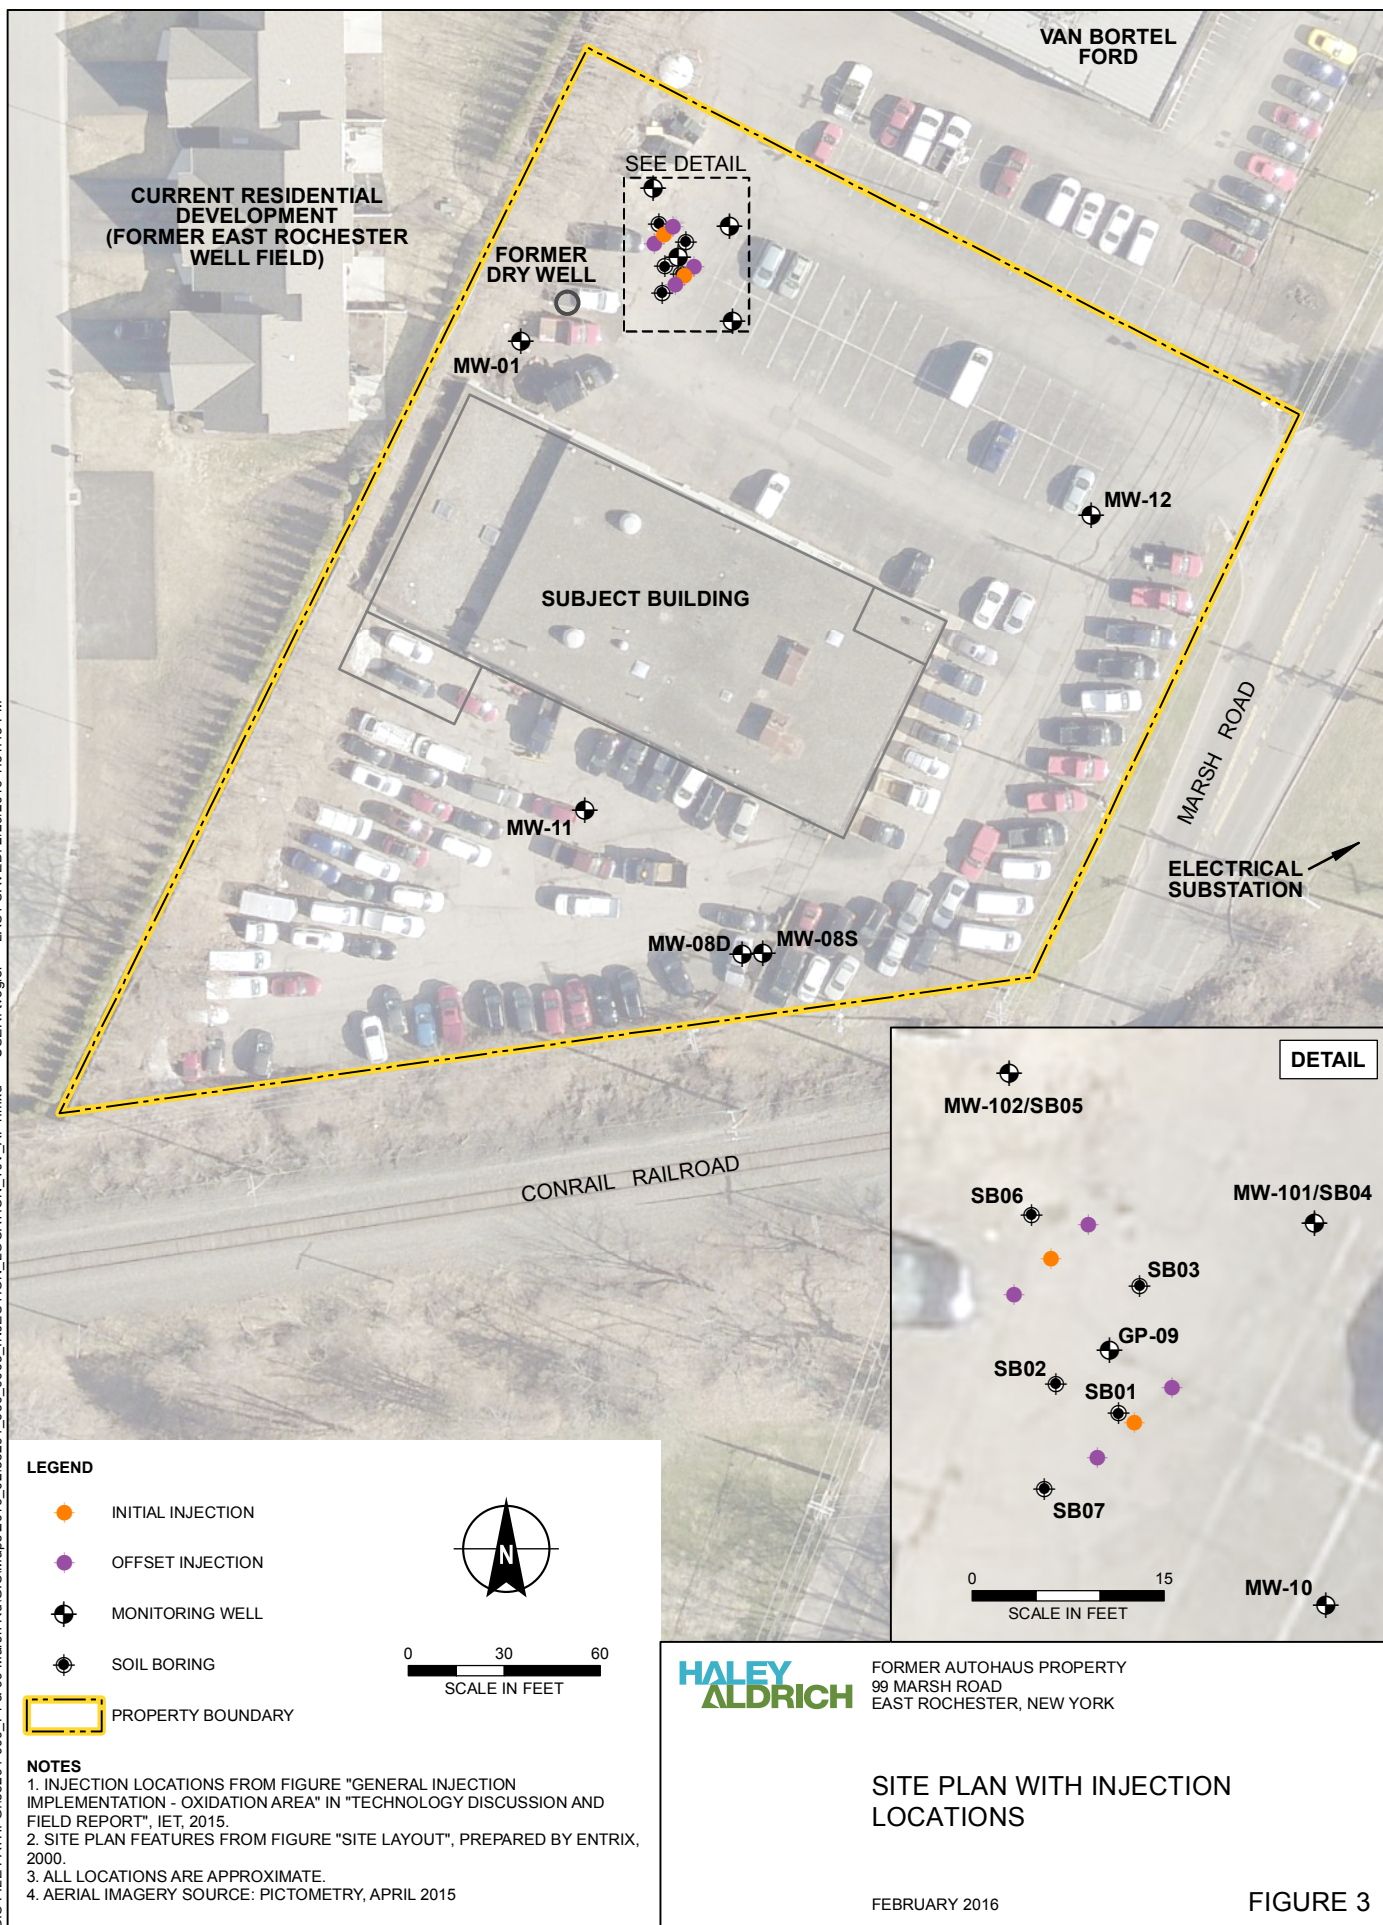 VAN BORTEL
FORD
SEE DETAIL
CURRENT RESIDENTIAL
DEVELOPMENT
(FORMER EAST ROCHESTER
WELL FIELD)
FORMER
DRY WELL
MW-01
MW-12
SUBJECT BUILDING
MARSH ROAD
MW-11
ELECTRICAL
SUBSTATION
MW-08D
MW-08S
CONRAIL RAILROAD
DETAIL
MW-102/SB05
SB06
MW-101/SB04
SB03
GP-09
SB02
SB01
SB07
0 15
SCALE IN FEET
MW-10
LEGEND
INITIAL INJECTION
OFFSET INJECTION
MONITORING WELL
SOIL BORING
PROPERTY BOUNDARY
N
0 30 60
SCALE IN FEET
NOTES
1. INJECTION LOCATIONS FROM FIGURE "GENERAL INJECTION
IMPLEMENTATION - OXIDATION AREA" IN "TECHNOLOGY DISCUSSION AND
FIELD REPORT", IET, 2015.
2. SITE PLAN FEATURES FROM FIGURE "SITE LAYOUT", PREPARED BY ENTRIX,
2000.
3. ALL LOCATIONS ARE APPROXIMATE.
4. AERIAL IMAGERY SOURCE: PICTOMETRY, APRIL 2015
HALEY
ALDRICH
FORMER AUTOHAUS PROPERTY
99 MARSH ROAD
EAST ROCHESTER, NEW YORK
SITE PLAN WITH INJECTION
LOCATIONS
FEBRUARY 2016
FIGURE 3